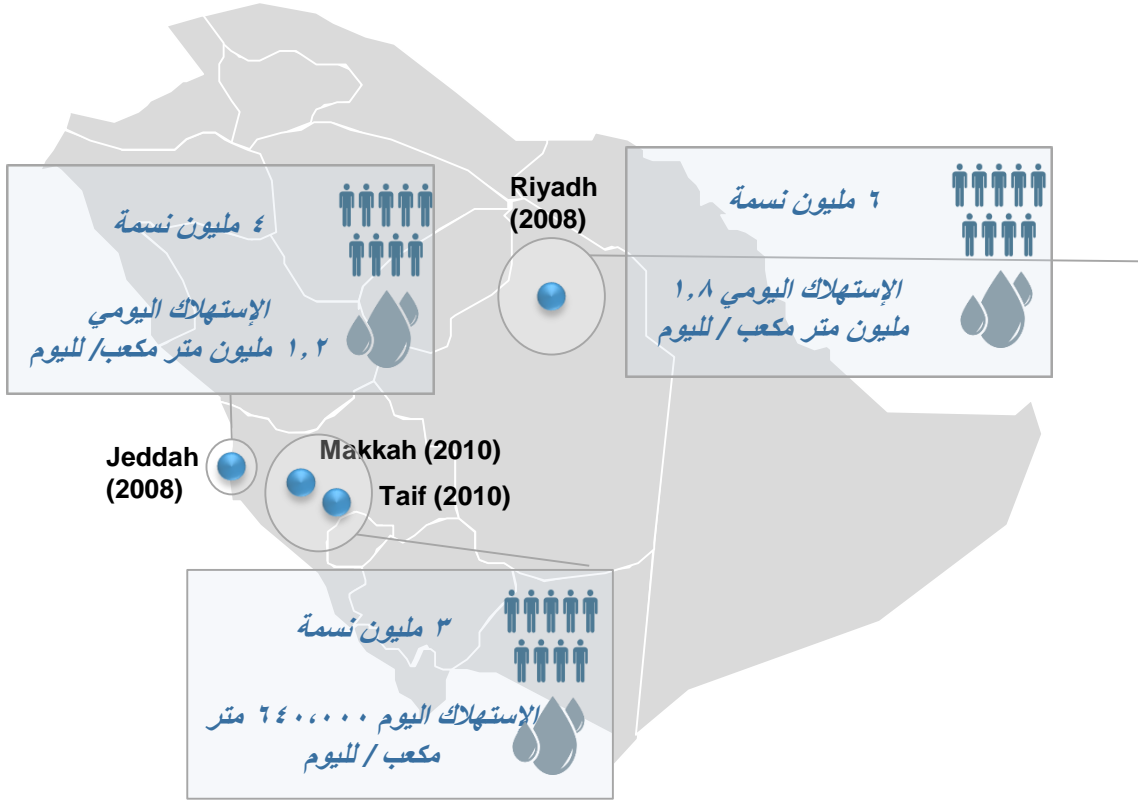 Riyadh
(2008)
٦ مليون نسمة
الإستهلاك اليومي ١,٨
مليون متر مكعب / لليوم
٤ مليون نسمة
الإستهلاك اليومي
١,٢ مليون متر مكعب/ لليوم
Jeddah
(2008)
Makkah (2010)
Taif (2010)
٣ مليون نسمة
الإستهلاك اليوم ٦٤٠،٠٠٠ متر
مكعب / لليوم